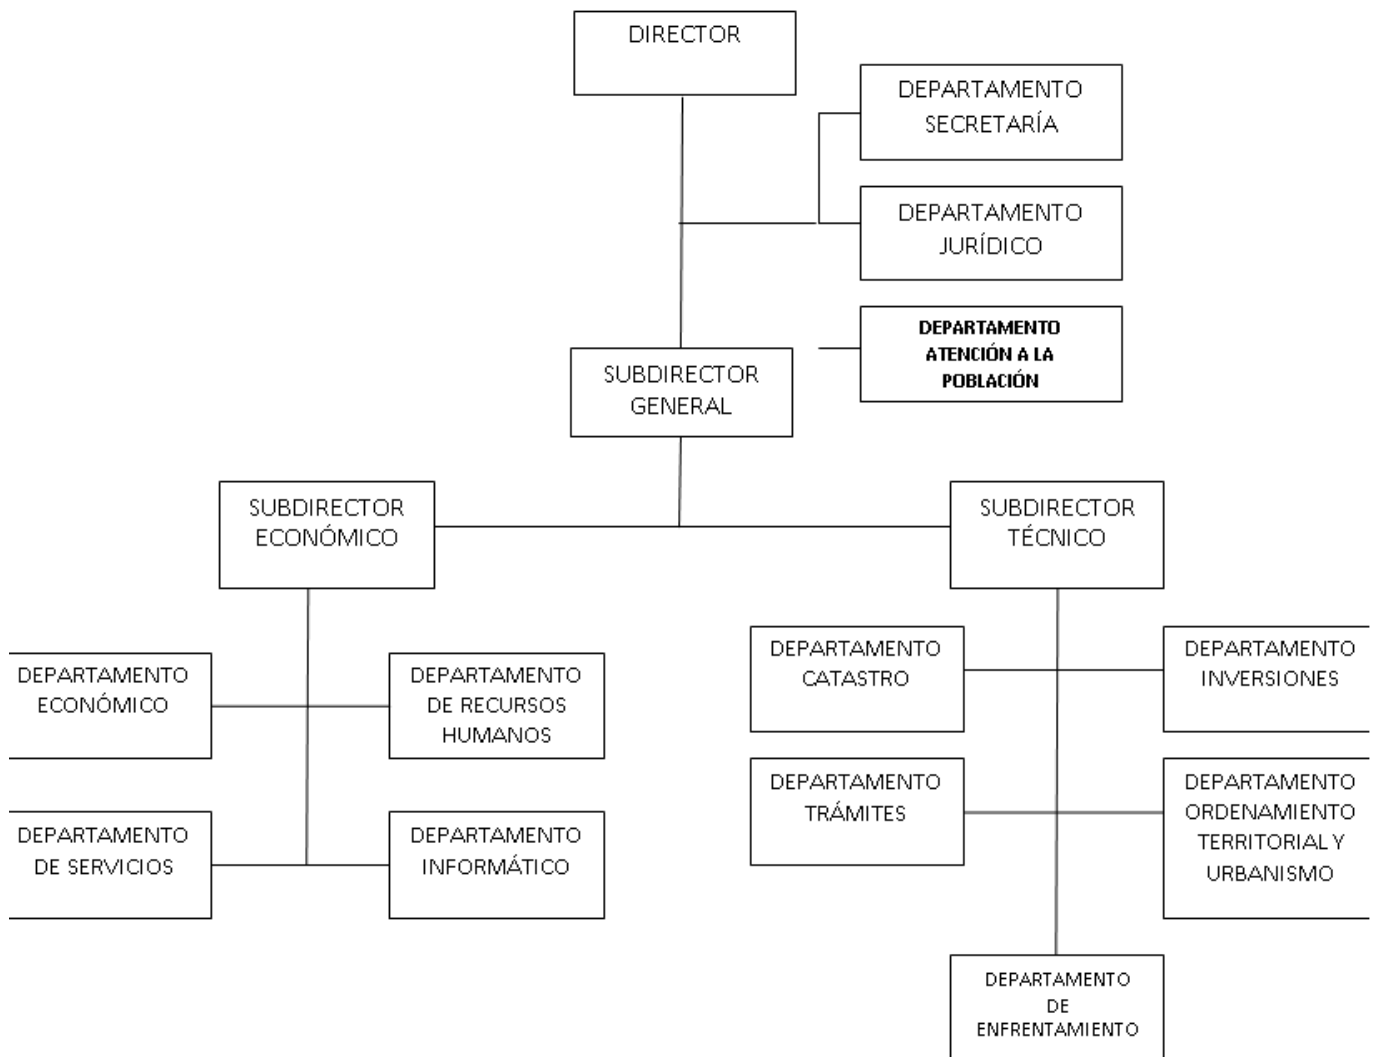 DIRECTOR
DEPARTAMENTO
SECRETARÍA
DEPARTAMENTO
JURÍDICO
DEPARTAMENTO
ATENCIÓN A LA
POBLACIÓN
SUBDIRECTOR
GENERAL
SUBDIRECTOR
ECONÓMICO
SUBDIRECTOR
TÉCNICO
DEPARTAMENTO
ECONÓMICO
DEPARTAMENTO
DE RECURSOS
HUMANOS
DEPARTAMENTO
CATASTRO
DEPARTAMENTO
INVERSIONES
DEPARTAMENTO
DE SERVICIOS
DEPARTAMENTO
INFORMÁTICO
DEPARTAMENTO
TRÁMITES
DEPARTAMENTO
ORDENAMIENTO
TERRITORIAL Y
URBANISMO
DEPARTAMENTO
DE
ENFRENTAMIENTO